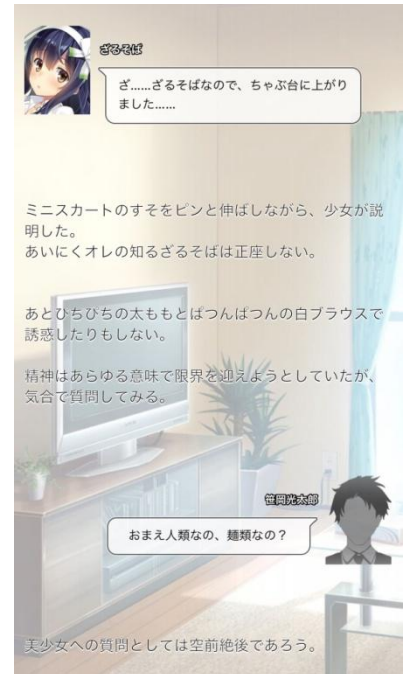 ざるそば
ざ……ざるそばなので、ちゃぶ台に上がり
ました……
ミニスカートのすそをピンと伸ばしながら、少女が説
明した。
あいにくオレの知るざるそばは正座しない。
あとひちひちの太ももとぱつんぱつんの白ブラウスで
誘惑したりもしない。
精神はあらゆる意味で限界を迎えようとしていたが、
気合で質問してみる。
笹岡光太郎
おまえ人類なの、麺類なの？
美少女への質問としては空前絶後であろう。